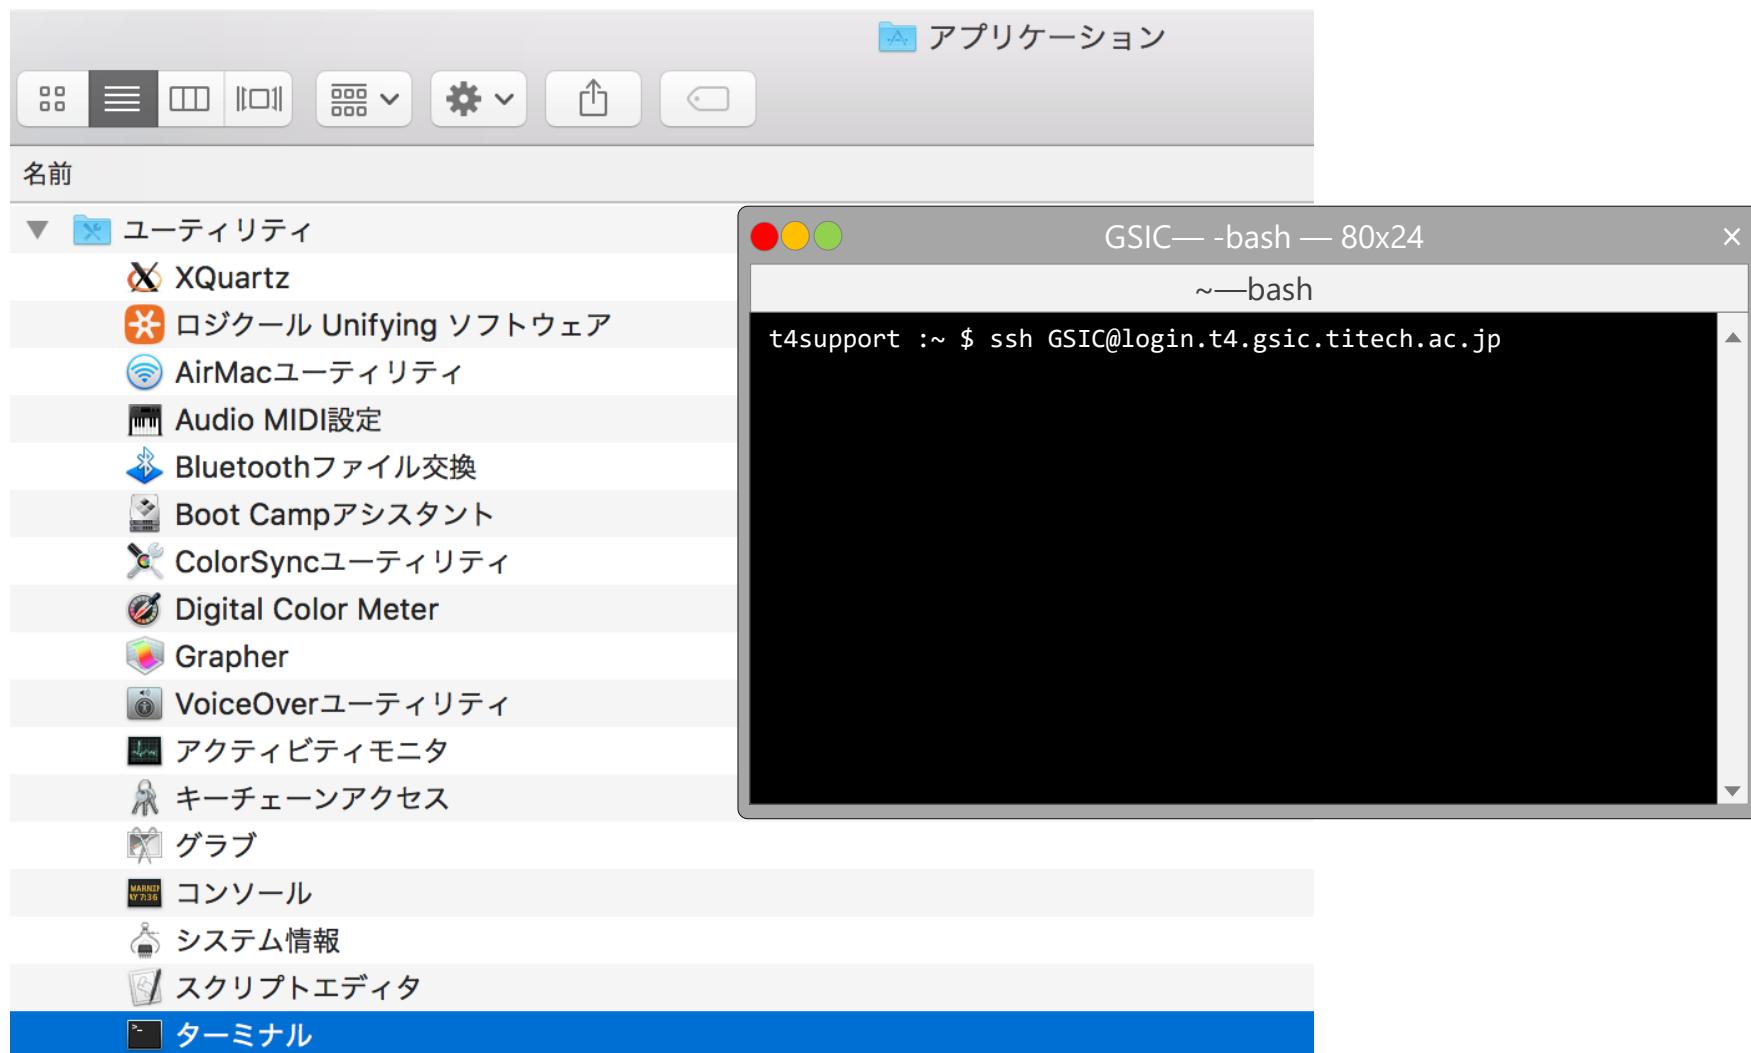 アプリケーション
名前
ユーティリティ
XQuartz
ロジクール Unifying ソフトウェア
AirMacユーティリティ
Audio MIDI設定
Bluetoothファイル交換
Boot Campアシスタント
ColorSyncユーティリティ
Digital Color Meter
Grapher
VoiceOverユーティリティ
アクティビティモニタ
キーチェーンアクセス
グラブ
WARNIN
AY 7:36
コンソール
システム情報
スクリプトエディタ
>_
ターミナル
GSIC— -bash — 80x24
~—bash
t4support :~ $ ssh GSIC@login.t4.gsic.titech.ac.jp